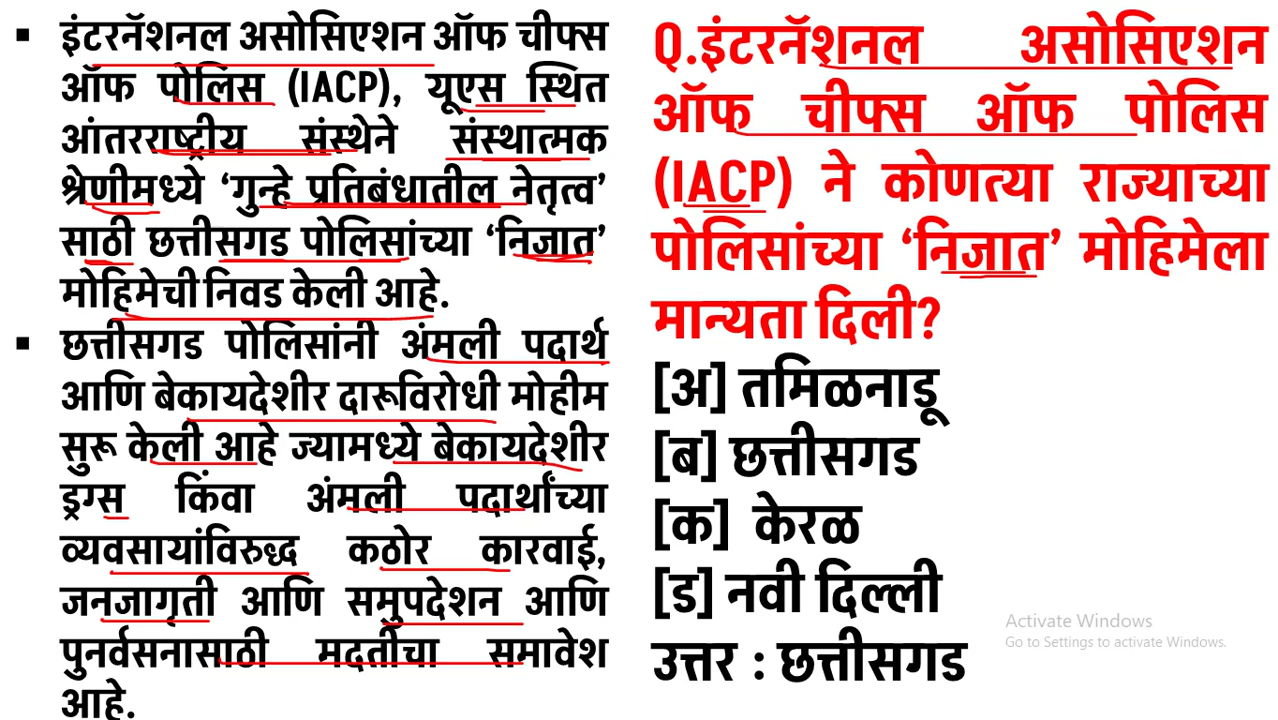 ▪ इंटरनॅशनल असोसिएशन ऑफ चीफ्स
ऑफ पोलिस (IACP), यूएस स्थित
आंतरराष्ट्रीय संस्थेने संस्थात्मक
श्रेणीमध्ये ‘गुन्हे प्रतिबंधातील नेतृत्व’
साठी छत्तीसगड पोलिसांच्या ‘निजात’
मोहिमेची निवड केली आहे.
▪ छत्तीसगड पोलिसांनी अंमली पदार्थ
आणि बेकायदेशीर दारूविरोधी मोहीम
सुरू केली आहे ज्यामध्ये बेकायदेशीर
ड्रग्स किंवा अंमली पदार्थांच्या
व्यवसायांविरुद्ध कठोर कारवाई,
जनजागृती आणि समुपदेशन आणि
पुनर्वसनासाठी मदतीचा समावेश
आहे.
Q.इंटरनॅशनल असोसिएशन
ऑफ चीफ्स ऑफ पोलिस
(IACP) ने कोणत्या राज्याच्या
पोलिसांच्या ‘निजात’ मोहिमेला
मान्यता दिली?
[अ] तमिळनाडू
[ब] छत्तीसगड
[क] केरळ
[ड] नवी दिल्ली
उत्तर : छत्तीसगड
Activate Windows
Go to Settings to activate Windows.